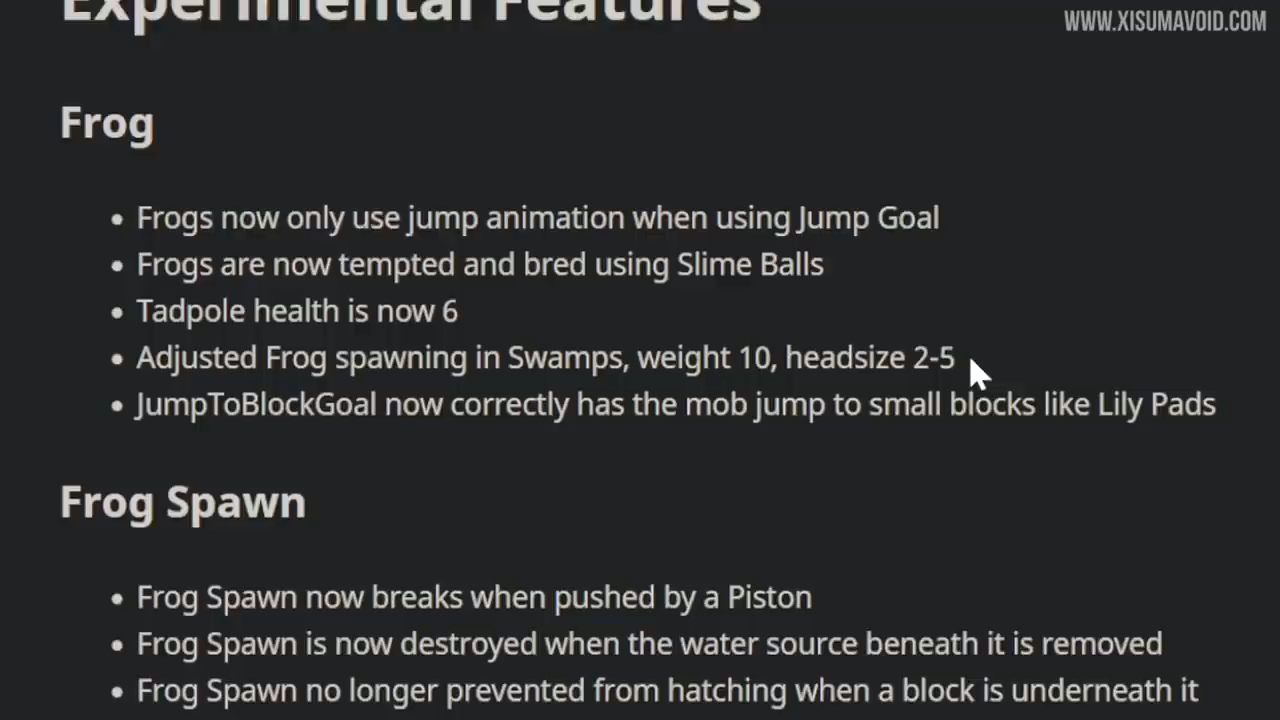 Experimental Features
WWW.XISUMAVOID.COM
Frog
• Frogs now only use jump animation when using Jump Goal
• Frogs are now tempted and bred using Slime Balls
• Tadpole health is now 6
• Adjusted Frog spawning in Swamps, weight 10, headsize 2-5
• JumpToBlockGoal now correctly has the mob jump to small blocks like Lily Pads
Frog Spawn
• Frog Spawn now breaks when pushed by a Piston
• Frog Spawn is now destroyed when the water source beneath it is removed
• Frog Spawn no longer prevented from hatching when a block is underneath it